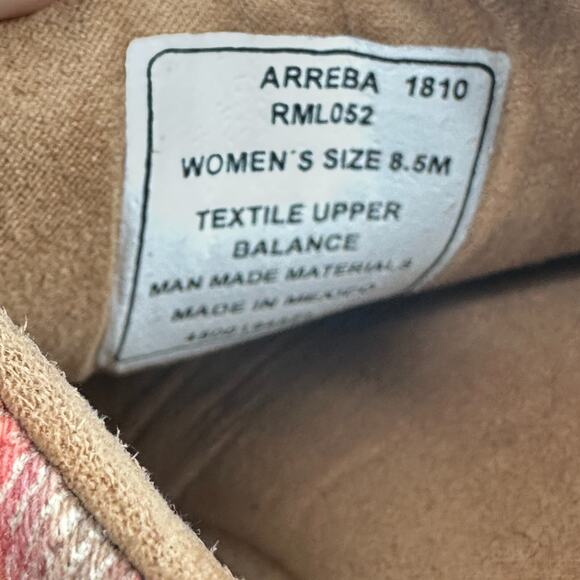 ARREBA 1810
RML052
WOMEN'S SIZE 8.5M
TEXTILE UPPER
BALANCE
MAN MADE MATERIALS
MADE IN MEXICO